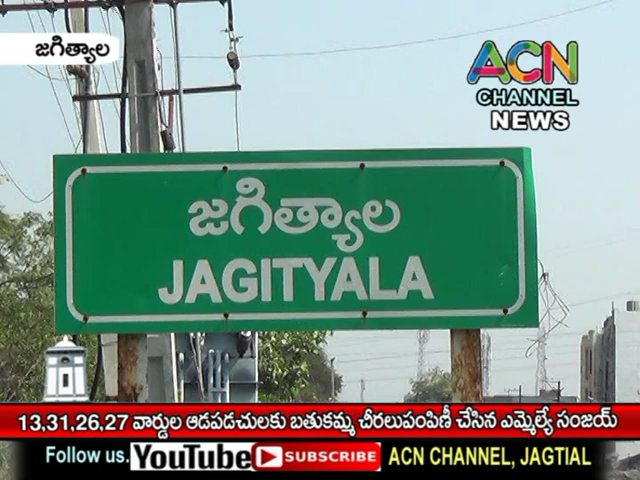 జగిత్యాల
ACN
CHANNEL
NEWS
జగిత్యాల
JAGITYALA
13,31,26,27 వార్డుల ఆడపడచులకు బతుకమ్మ చీరలుపంపిణీ చేసిన ఎమ్మెల్యే సంజయ్
Follow us. YouTube SUBSCRIBE ACN CHANNEL, JAGTIAL